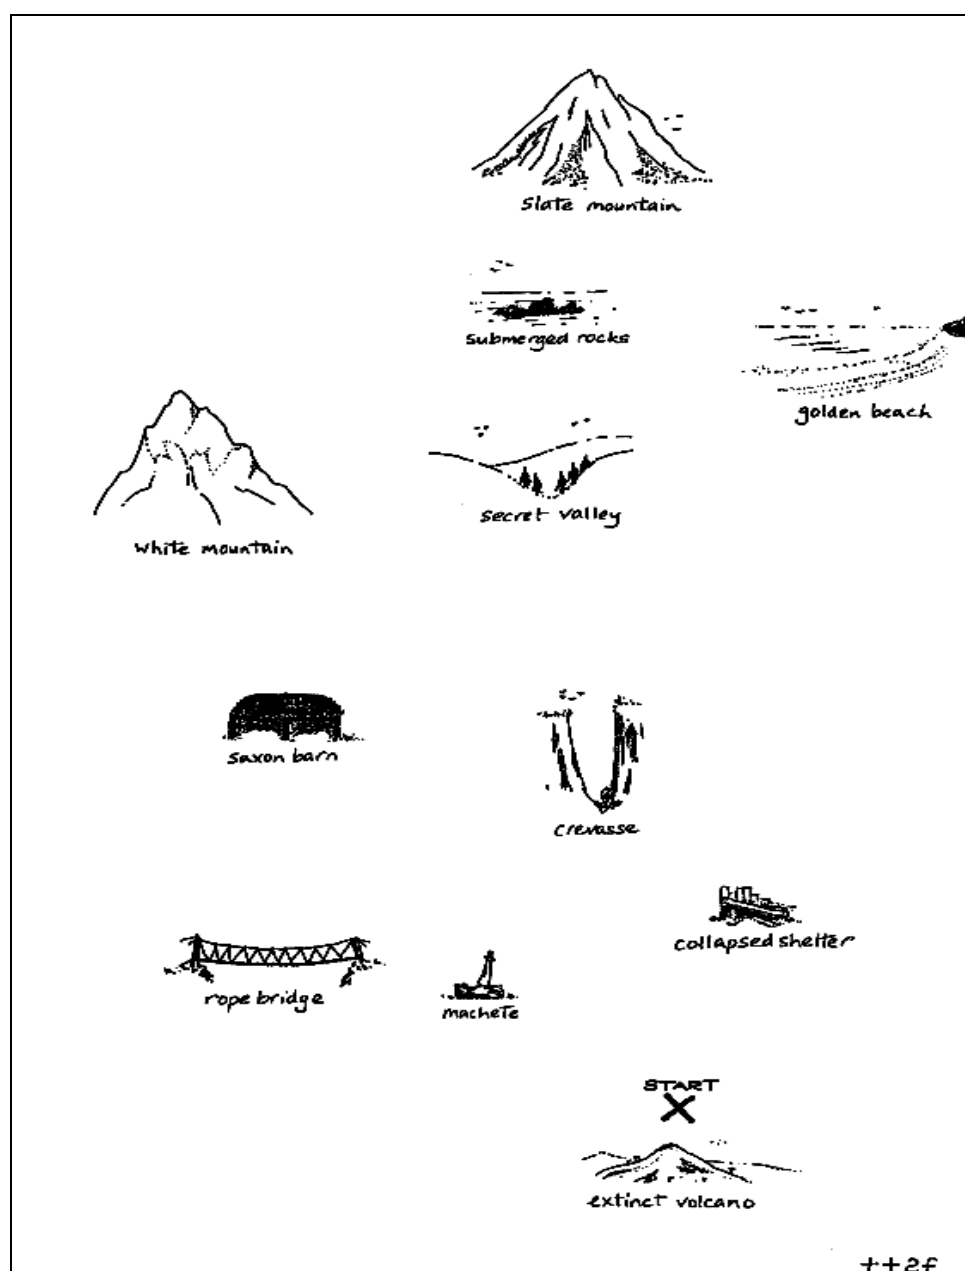 slate mountain
submerged rocks
golden beach
secret valley
white mountain
saxon barn
crevasse
collapsed shelter
rope bridge
machete
START
extinct volcano
++2f